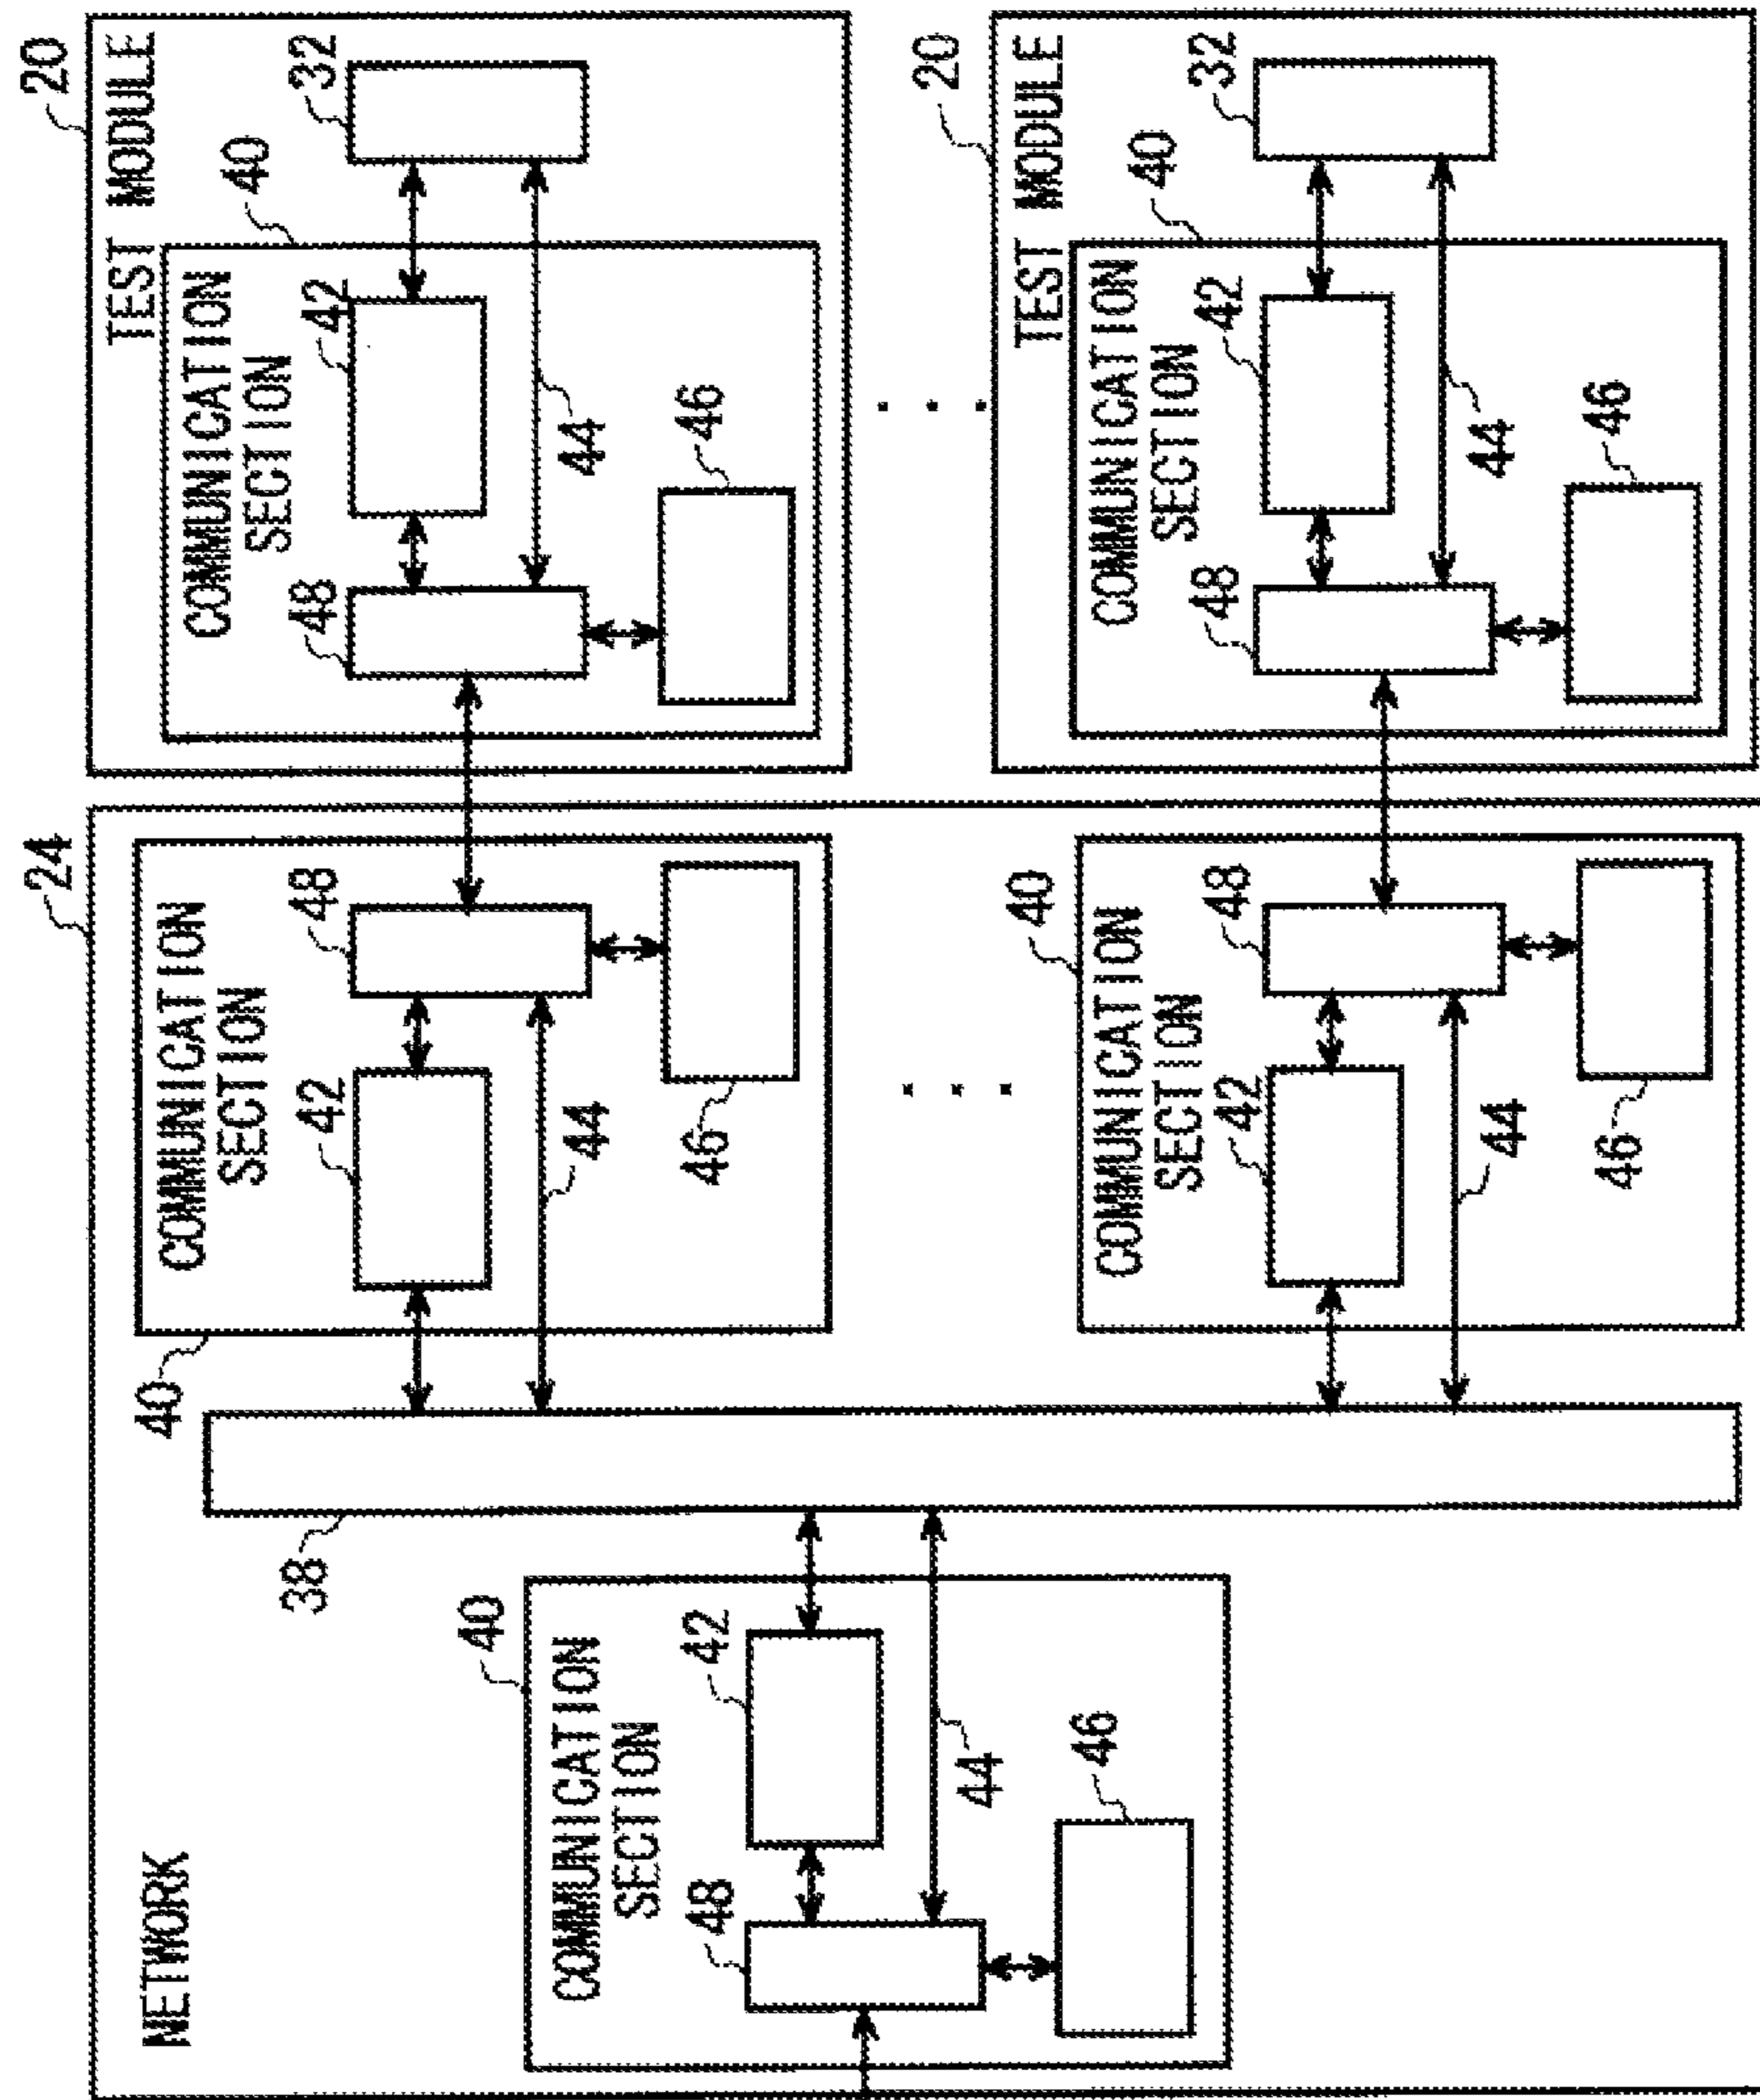 NETWORK
24
40
COMMUNICATION
SECTION
48
42
44
46
38
40
COMMUNICATION
SECTION
42
48
44
46
40
COMMUNICATION
SECTION
42
48
44
46
20
TEST MODULE
40
COMMUNICATION
SECTION
48
42
44
46
32
. . .
20
TEST MODULE
40
COMMUNICATION
SECTION
48
42
44
46
32
. . .